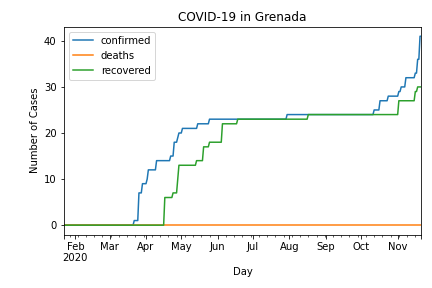 COVID-19 in Grenada
confirmed
deaths
recovered
Number of Cases
40
30
20
10
0
Feb Mar Apr May Jun Jul Aug Sep Oct Nov
2020
Day